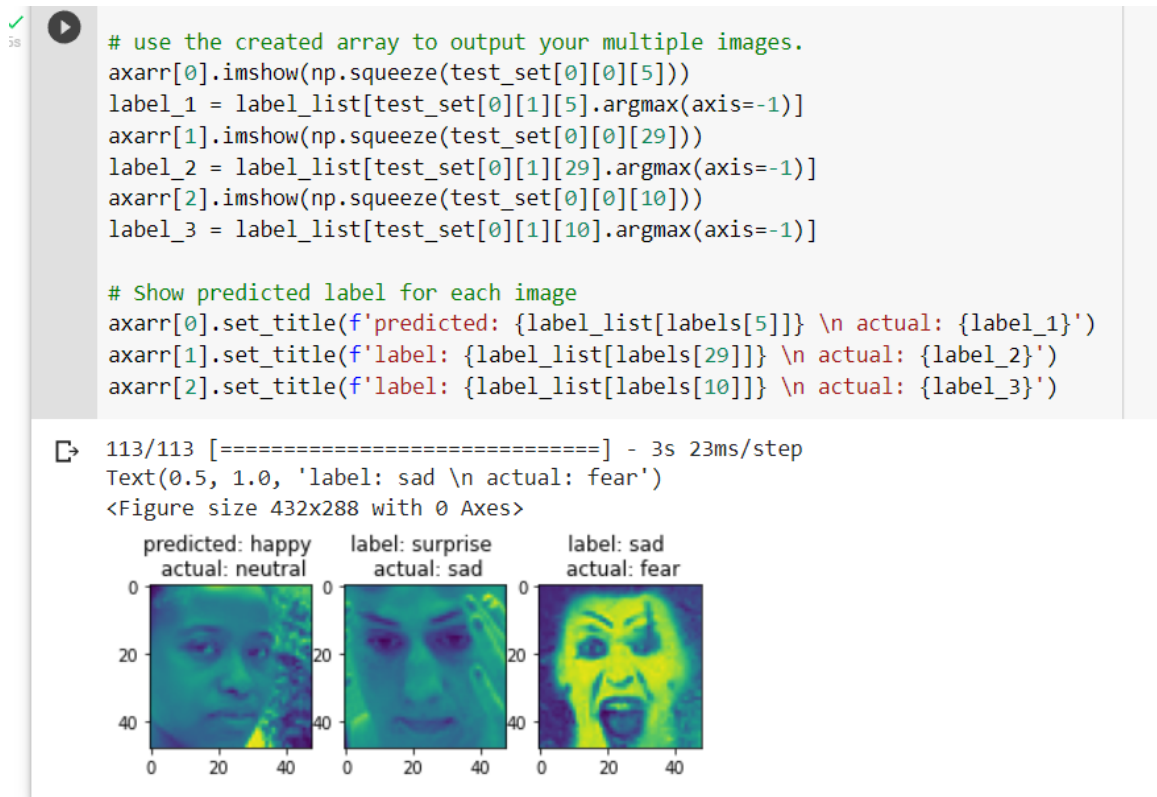 5s
# use the created array to output your multiple images.
axarr[0].imshow(np.squeeze(test_set[0][0][5]))
label_1 = label_list[test_set[0][1][5].argmax(axis=-1)]
axarr[1].imshow(np.squeeze(test_set[0][0][29]))
label_2 = label_list[test_set[0][1][29].argmax(axis=-1)]
axarr[2].imshow(np.squeeze(test_set[0][0][10]))
label_3 = label_list[test_set[0][1][10].argmax(axis=-1)]
# Show predicted label for each image
axarr[0].set_title(f'predicted: {label_list[labels[5]]} \n actual: {label_1}')
axarr[1].set_title(f'label: {label_list[labels[29]]} \n actual: {label_2}')
axarr[2].set_title(f'label: {label_list[labels[10]]} \n actual: {label_3}')
113/113 [==============================] - 3s 23ms/step
Text(0.5, 1.0, 'label: sad \n actual: fear')
<Figure size 432x288 with 0 Axes>
predicted: happy label: surprise label: sad
actual: neutral actual: sad actual: fear
0 0 0
20 20 20
40 40 40
0 20 40 0 20 40 0 20 40